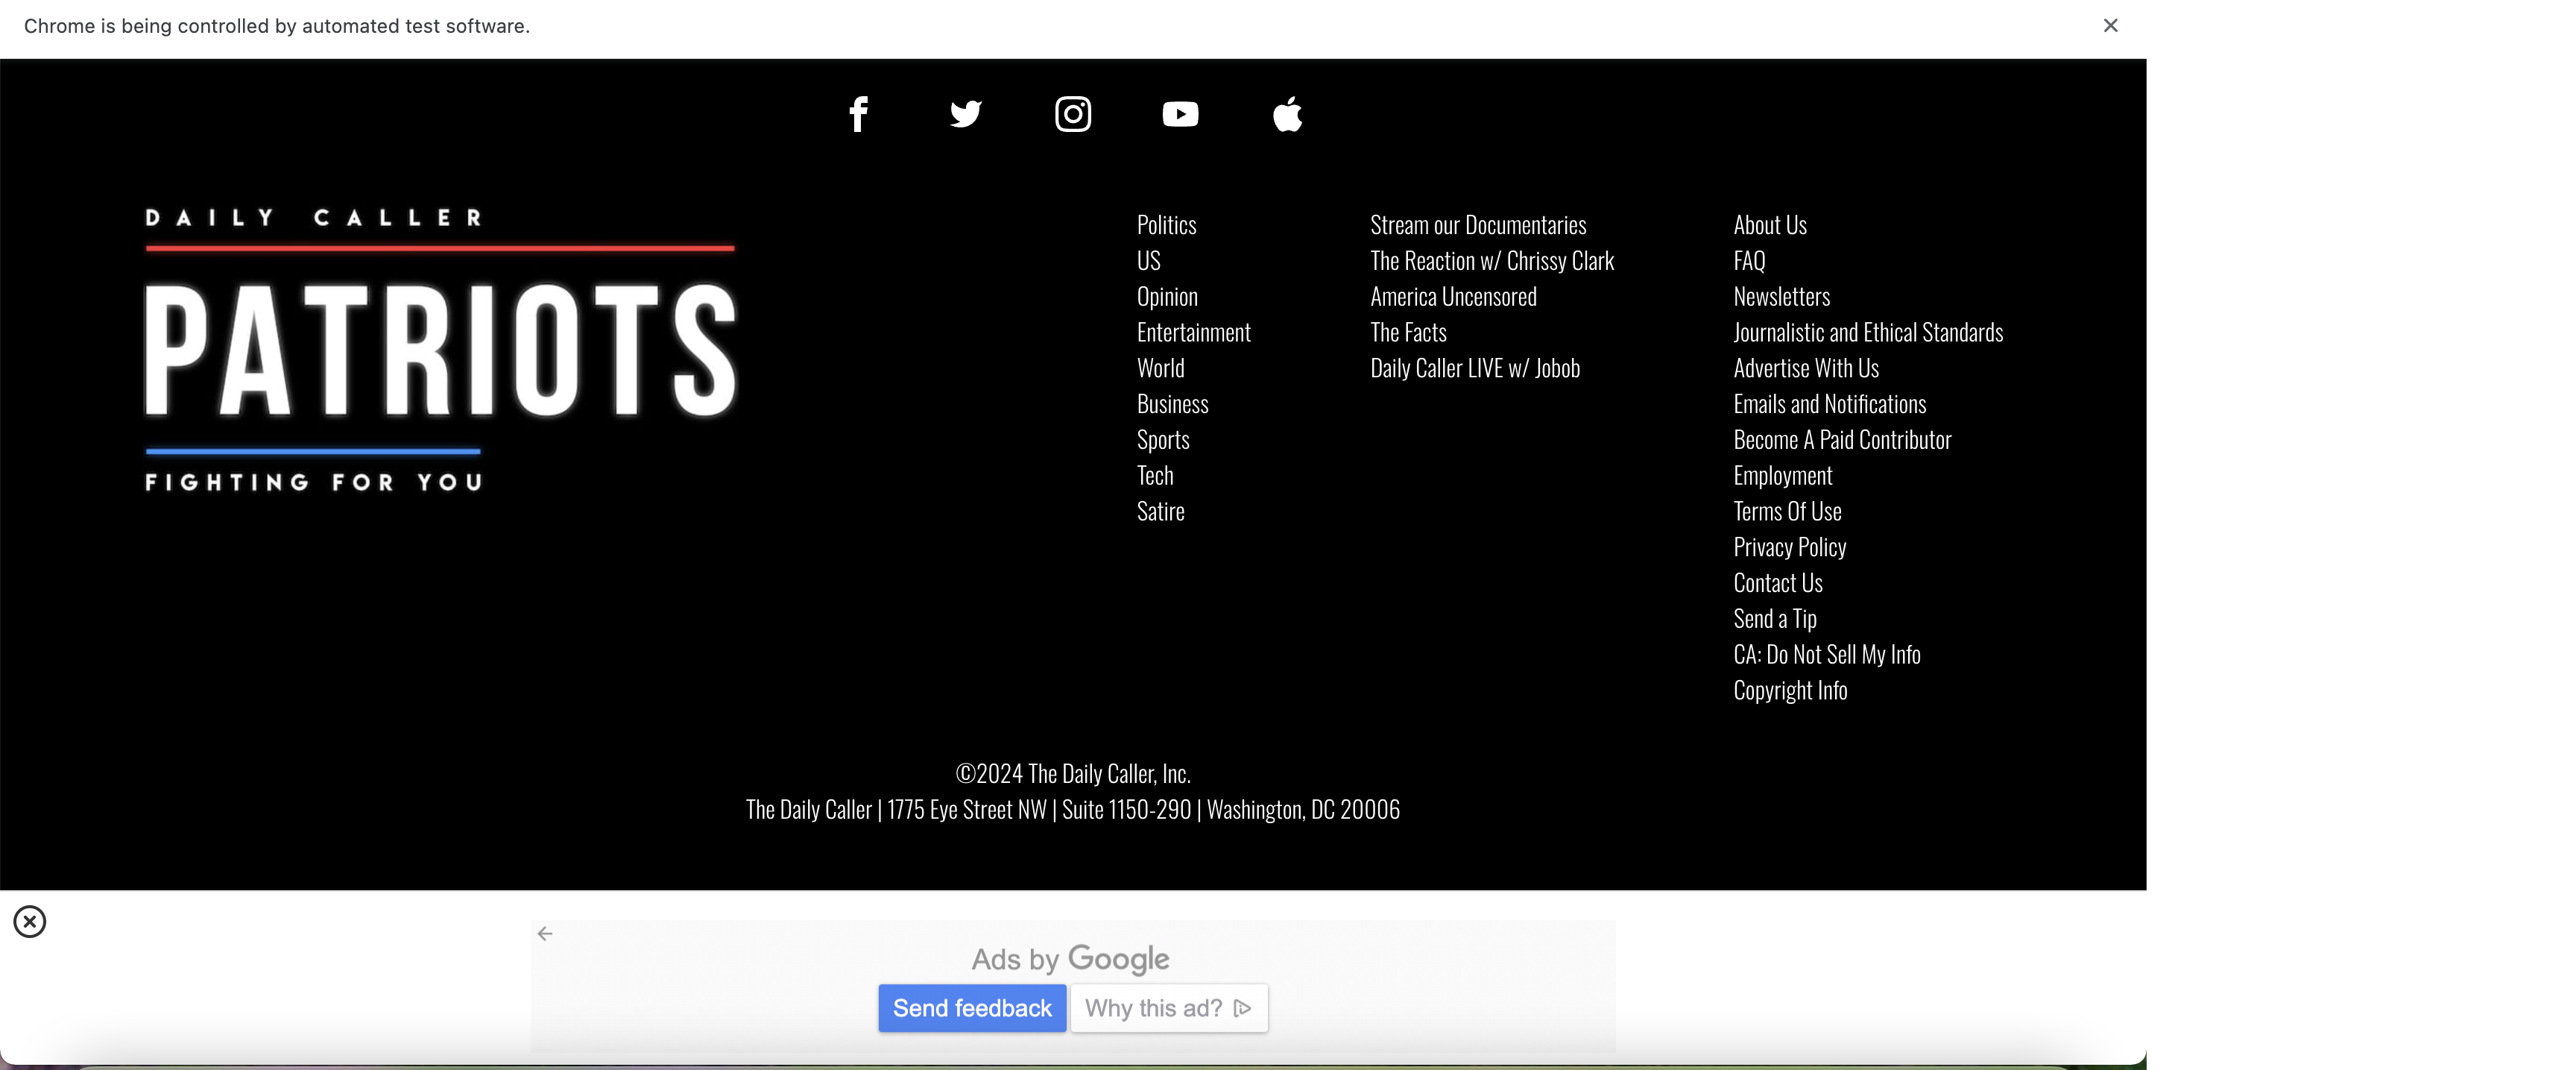 Chrome is being controlled by automated test software.
DAILY CALLER
PATRIOTS
FIGHTING FOR YOU
Politics
US
Opinion
Entertainment
World
Business
Sports
Tech
Satire
Stream our Documentaries
The Reaction w/ Chrissy Clark
America Uncensored
The Facts
Daily Caller LIVE w/ Jobob
About Us
FAQ
Newsletters
Journalistic and Ethical Standards
Advertise With Us
Emails and Notifications
Become A Paid Contributor
Employment
Terms Of Use
Privacy Policy
Contact Us
Send a Tip
CA: Do Not Sell My Info
Copyright Info
©2024 The Daily Caller, Inc.
The Daily Caller | 1775 Eye Street NW | Suite 1150-290 | Washington, DC 20006
Ads by Google
Send feedback
Why this ad?